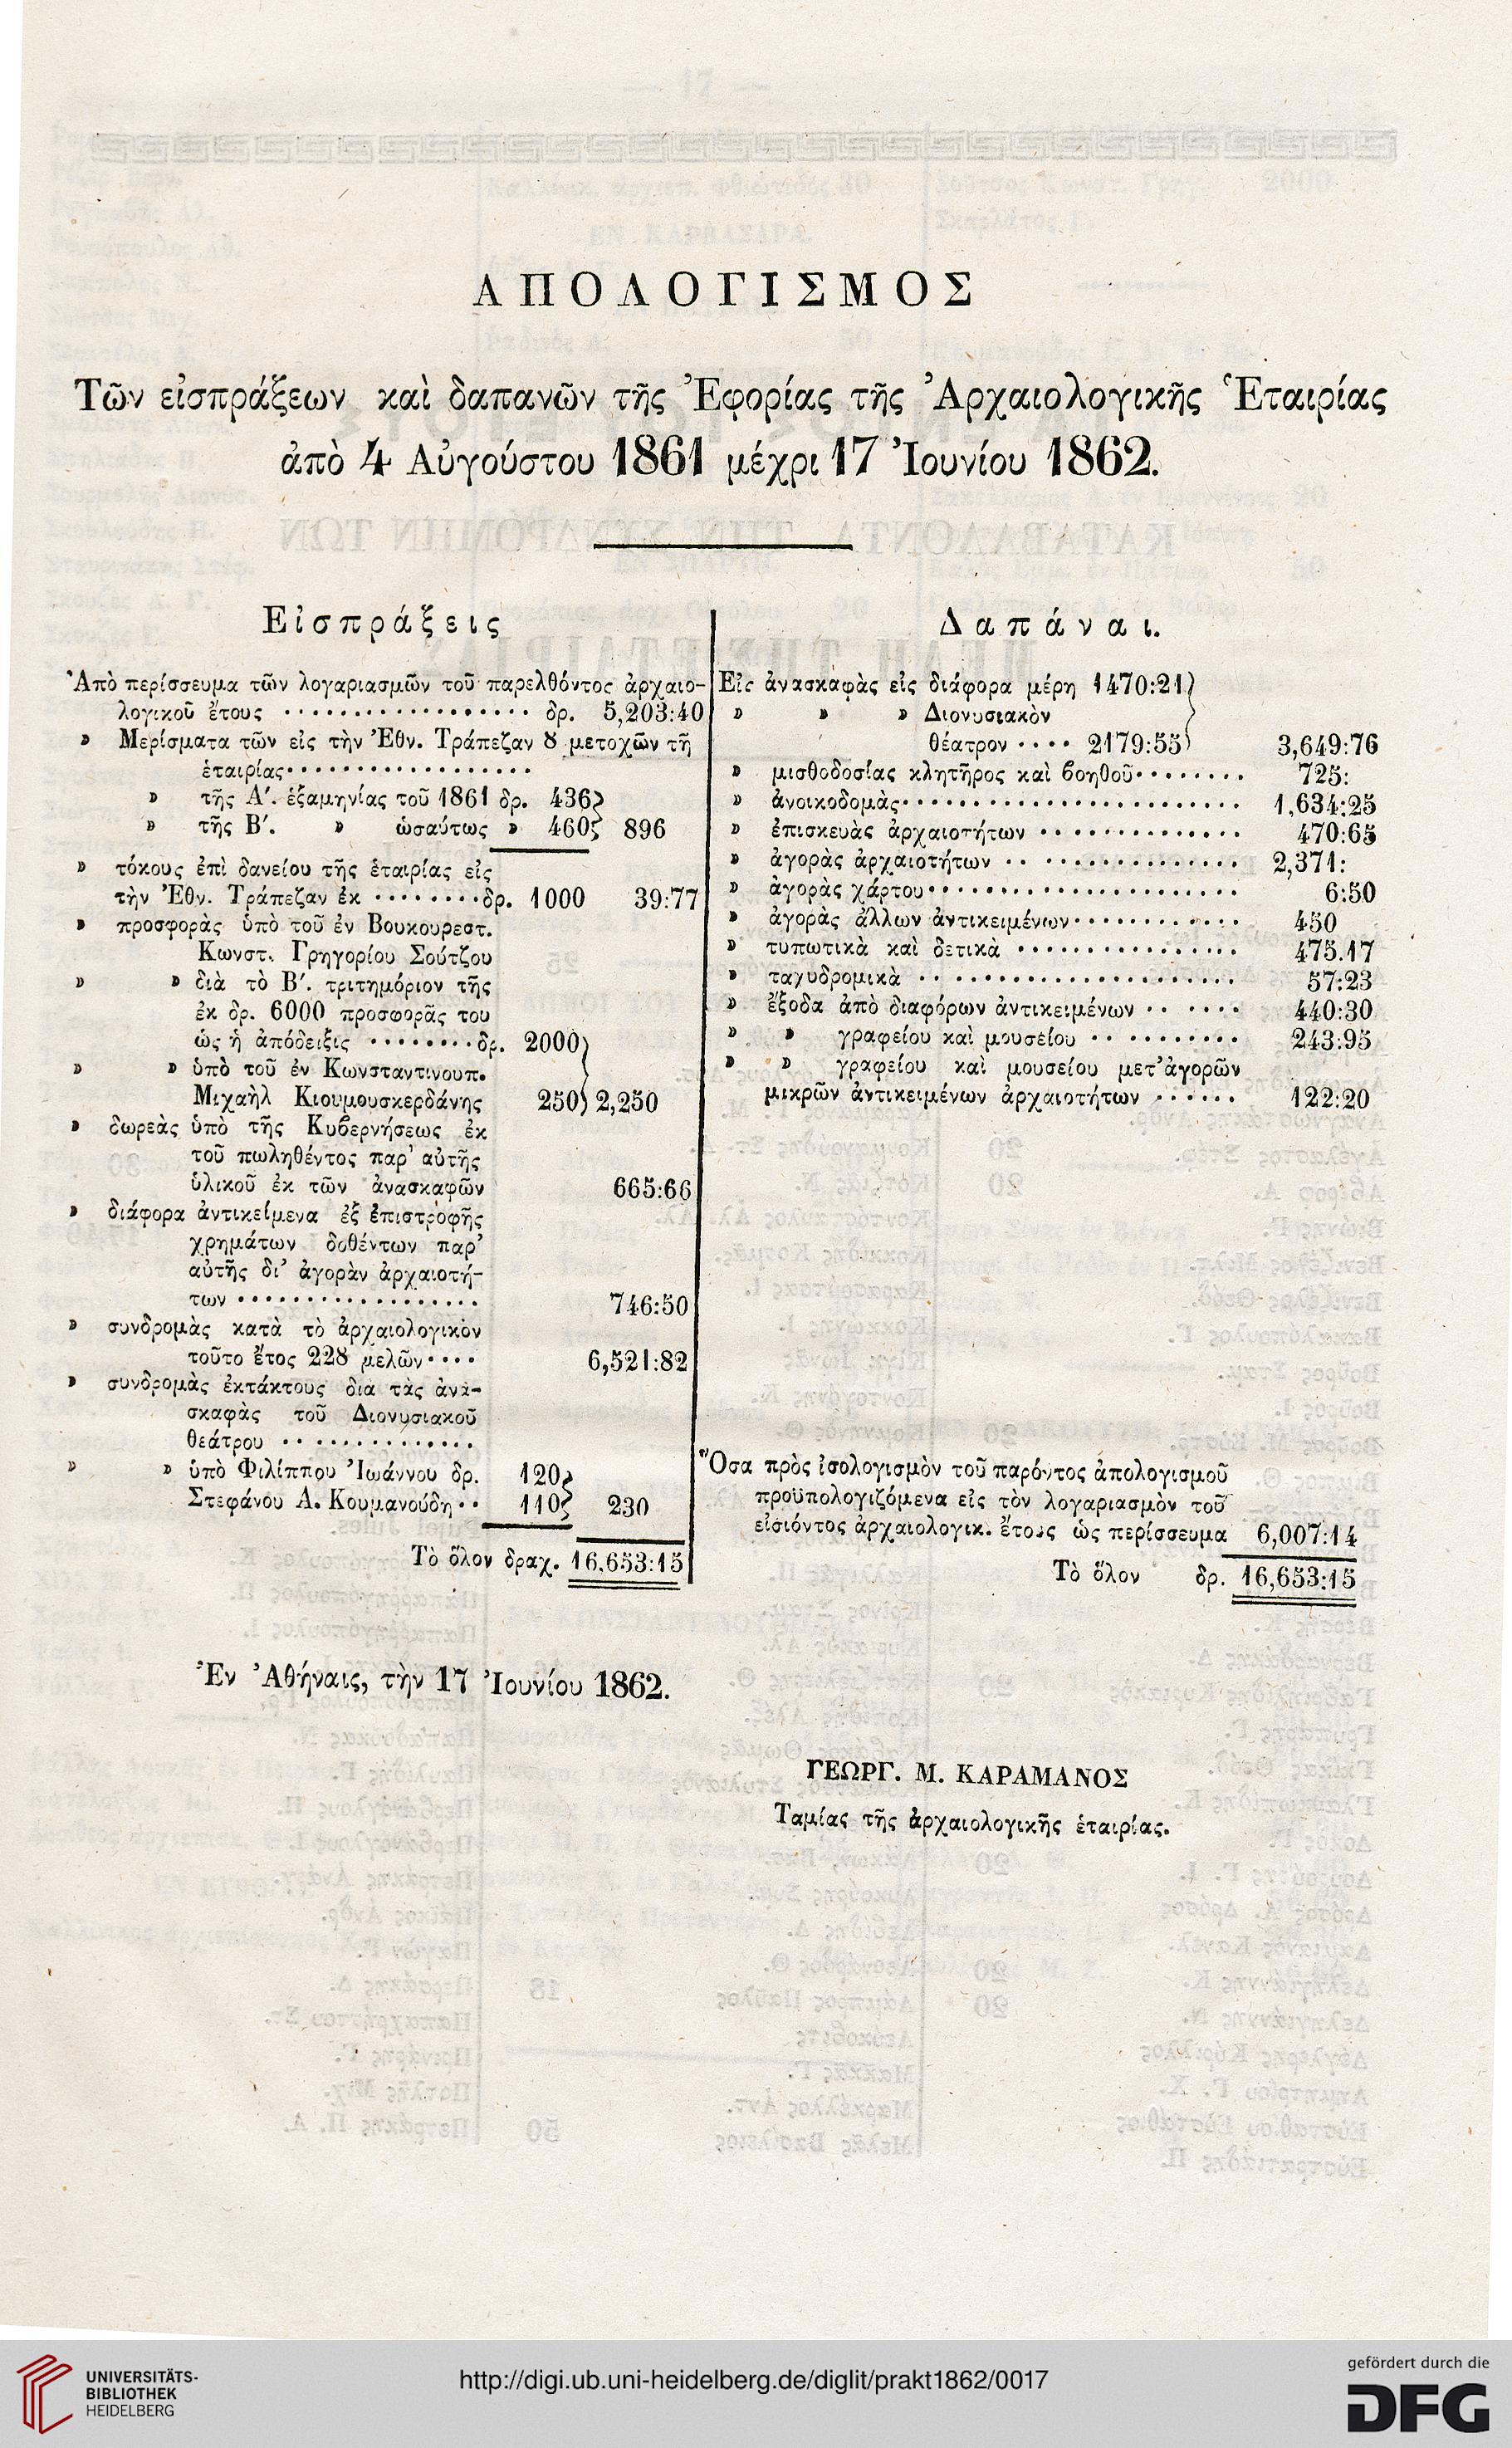 ΑΠΟΛΟΓΙΣΜΟΣ
Τῶν εἰσπράξεων καὶ δαπανῶν τῆς Ἐφορίας τῆς Ἀρχαιολογικῆς Ἑταιρίας
ἀπὸ 4 Αὐγούστου 1861 μέχρι 17 Ἰουνίου 1862.
Εἰσπράξεις
Ἀπὸ περίσσευμα τῶν λογαριασμῶν τοῦ παρελθόντος ἀρχαιο-
λογικοῦ ἔτους . . . . . . . . . . . . . . . . . . δρ. 5,203:40
» Μερίσματα τῶν εἰς τὴν Ἐθν. Τράπεζαν 8 μετοχῶν τῆ
ἑταιρίας . . . . . . . . . . . . . . . . . .
» τῆς Α΄. ἑξαμηνίας τοῦ 1861 δρ. 436
» τῆς Β΄. » ὡσαύτως » 460 896
» τόκους ἐπὶ δανείου τῆς ἑταιρίας εἰς
τὴν Ἐθν. Τράπεζαν ἐκ . . . . . . . . δρ. 1000 39:77
» προσφορὰς ὑπὸ τοῦ ἐν Βουκουρεστ.
Κωνστ. Γρηγορίου Σούτζου
» » διὰ τὸ Β΄. τριτημόριον τῆς
ἐκ δρ. 6000 προσφορᾶς του
ὡς ἡ ἀπόδειξις . . . . . . . . δρ. 2000
» » ὑπὸ τοῦ ἐν Κωνσταντινουπ.
Μιχαὴλ Κιουμουσκερδάνης 250 2,250
» δωρεὰς ὑπὸ τῆς Κυβερνήσεως ἐκ
τοῦ πωληθέντος παρ' αὐτῆς
ὑλικοῦ ἐκ τῶν ἀνασκαφῶν 665:66
» διάφορα ἀντικείμενα ἐξ ἐπιστροφῆς
χρημάτων δοθέντων παρ'
αὐτῆς δι' ἀγορὰν ἀρχαιοτή-
των . . . . . . . . . . . . . . . . . . 746:50
» συνδρομὰς κατὰ τὸ ἀρχαιολογικὸν
τοῦτο ἔτος 228 μελῶν . . . . 6,521:82
» συνδρομὰς ἐκτάκτους δια τὰς ἀνα-
σκαφὰς τοῦ Διονυσιακοῦ
θεάτρου . . . . . . . . . . . . . .
» » ὑπὸ Φιλίππου Ἰωάννου δρ. 120
Στεφάνου Α. Κουμανούδη . . 110 230
Τὸ ὅλον δραχ. 16,653:15
Δαπάναι.
Εἰς ἀνασκαφὰς εἰς διάφορα μέρη 1470:21
» » » Διονυσιακὸν
θέατρον . . . . 2179:55 3,649:76
» μισθοδοσίας κλητῆρος καὶ βοηθοῦ . . . . . . . . 725:
» ἀνοικοδομὰς . . . . . . . . . . . . . . . . . . . . . . . . 1,634:25
» ἐπισκευὰς ἀρχαιοτήτων . . . . . . . . . . . . . . 470:65
» ἀγορὰς ἀρχαιοτήτων . . . . . . . . . . . . . . . . 2,371:
» ἀγορὰς χάρτου . . . . . . . . . . . . . . . . . . . . . . 6:50
» ἀγορὰς ἄλλων ἀντικειμένων . . . . . . . . . . . . 450
» τυπωτικὰ καὶ δετικὰ . . . . . . . . . . . . . . . . 475.17
» ταχυδρομικὰ . . . . . . . . . . . . . . . . . . . . . . 57:23
» ἔξοδα ἀπὸ διαφόρων ἀντικειμένων . . . . . . 440:30
» » γραφείου καὶ μουσείου . . . . . . . . . . 243:95
» » γραφείου καὶ μουσείου μετ' ἀγορῶν
μικρῶν ἀντικειμένων ἀρχαιοτήτων . . . . . . 122:20
Ὅσα πρὸς ἰσολογισμὸν τοῦ παρόντος ἀπολογισμοῦ
προϋπολογιζόμενα εἰς τὸν λογαριασμὸν τοῦ
εἰσιόντος ἀρχαιολογικ. ἔτους ὡς περίσσευμα 6,007:14
Τὸ ὅλον δρ. 16,653:15
Ἐν Ἀθήναις, τὴν 17 Ἰουνίου 1862.
ΓΕΩΡΓ. Μ. ΚΑΡΑΜΑΝΟΣ
Ταμίας τῆς ἀρχαιολογικῆς ἑταιρίας.
UNIVERSITÄTS-
BIBLIOTHEK
HEIDELBERG
http://digi.ub.uni-heidelberg.de/diglit/prakt1862/0017
gefördert durch die
DFG